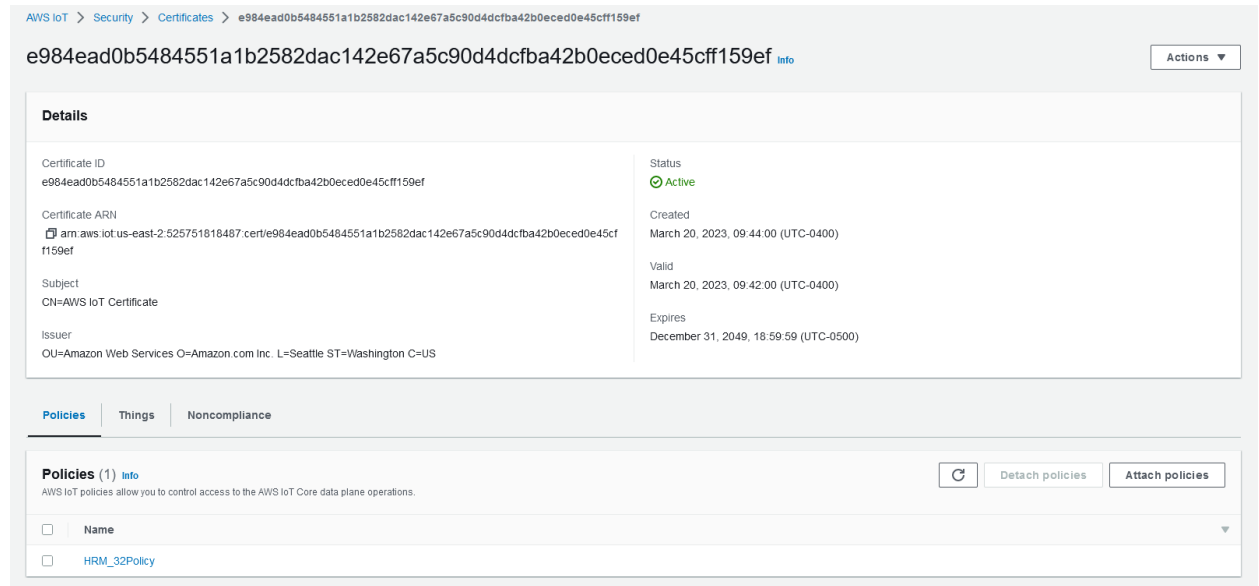 AWS IoT > Security > Certificates > e984ead0b5484551a1b2582dac142e67a5c90d4dcfba42b0eced0e45cff159ef
e984ead0b5484551a1b2582dac142e67a5c90d4dcfba42b0eced0e45cff159ef Info
Actions ▼
Details
Certificate ID
e984ead0b5484551a1b2582dac142e67a5c90d4dcfba42b0eced0e45cff159ef
Certificate ARN
arn:aws:iot:us-east-2:525751818487:cert/e984ead0b5484551a1b2582dac142e67a5c90d4dcfba42b0eced0e45cf
f159ef
Subject
CN=AWS IoT Certificate
Issuer
OU=Amazon Web Services O=Amazon.com Inc. L=Seattle ST=Washington C=US
Status
Active
Created
March 20, 2023, 09:44:00 (UTC-0400)
Valid
March 20, 2023, 09:42:00 (UTC-0400)
Expires
December 31, 2049, 18:59:59 (UTC-0500)
Policies Things Noncompliance
Policies (1) Info
AWS IoT policies allow you to control access to the AWS IoT Core data plane operations.
Detach policies Attach policies
Name
HRM_32Policy